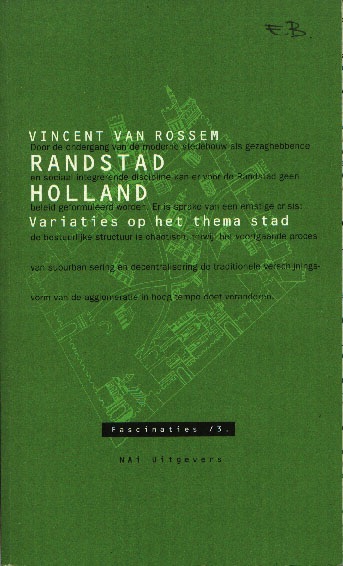 E.B.
VINCENT VAN ROSSEM
Door de ondergang van de moderne stedebouw als gezaghebbende
RANDSTAD
en sociaal integrerende discipline kan er voor de Randstad geen
HOLLAND
beleid geformuleerd worden. Er is sprake van een ernstige crisis:
Variaties op het thema stad
de bestuurlijke structuur is chaotisch, terwijl het voortgaande proces
van suburbanisering en decentralisering de traditionele verschijnings-
vorm van de agglomeratie in hoog tempo doet veranderen.
Fascinaties /3.
NAi Uitgevers